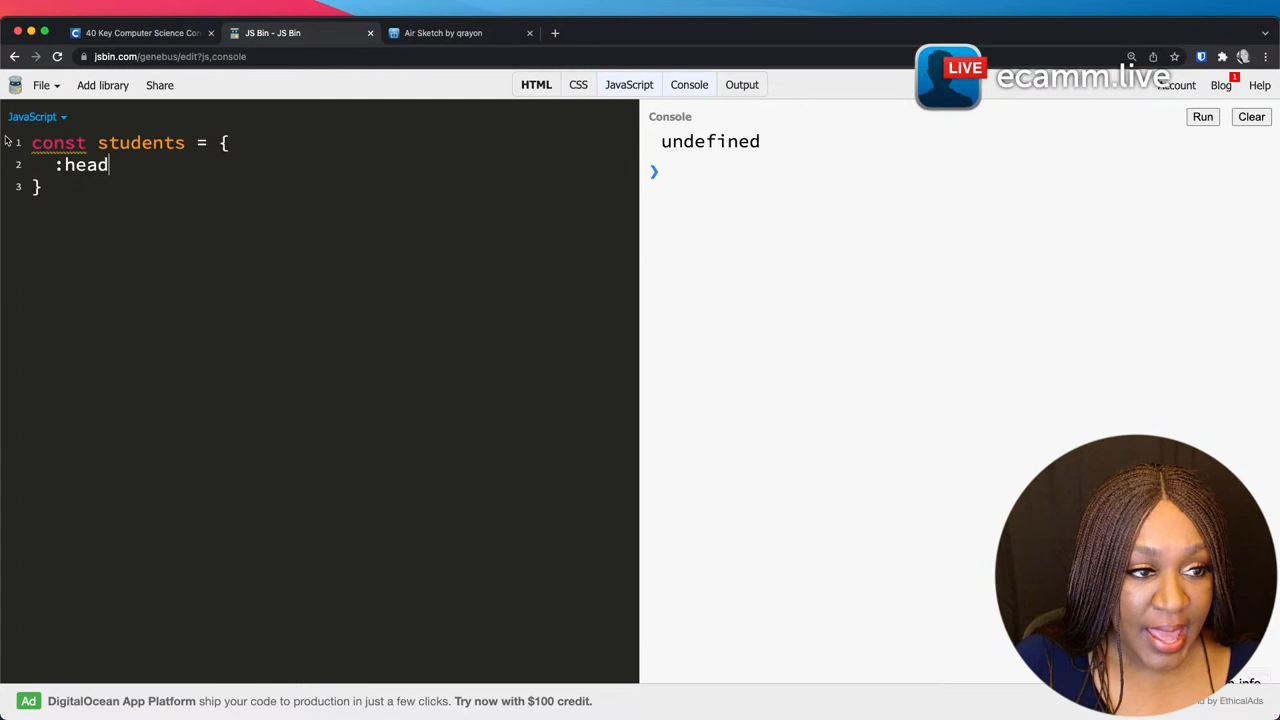 40 Key Computer Science Con
JS Bin - JS Bin
Air Sketch by qrayon
jsbin.com/genebus/edit?js,console
LIVE
ecamm.live
File
Add library
Share
HTML
CSS
JavaScript
Console
Output
Account
Blog
1
Help
JavaScript
Console
Run
Clear
1 const students = {
2 :head
3 }
undefined
Ad
DigitalOcean App Platform ship your code to production in just a few clicks. Try now with $100 credit.
by EthicalAds